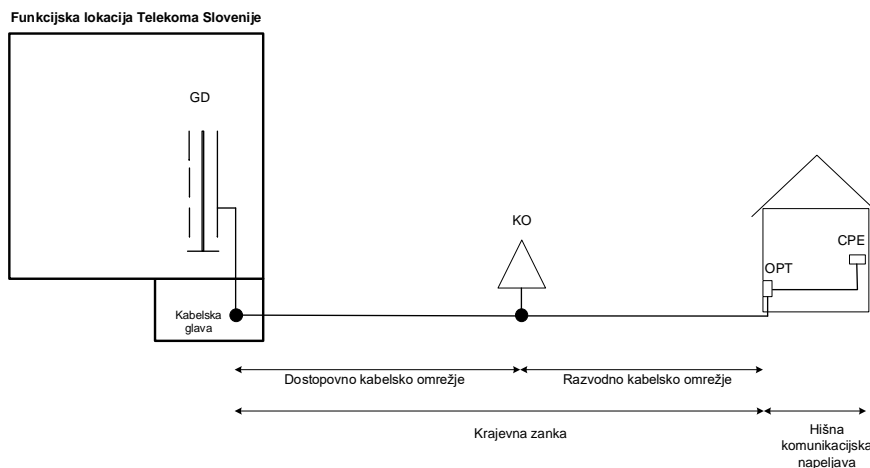 Funkcijska lokacija Telekoma Slovenije
GD
KO
CPE
OPT
Kabelska
glava
Dostopovno kabelsko omrežje
Razvodno kabelsko omrežje
Krajevna zanka
Hišna
komunikacijska
napeljava